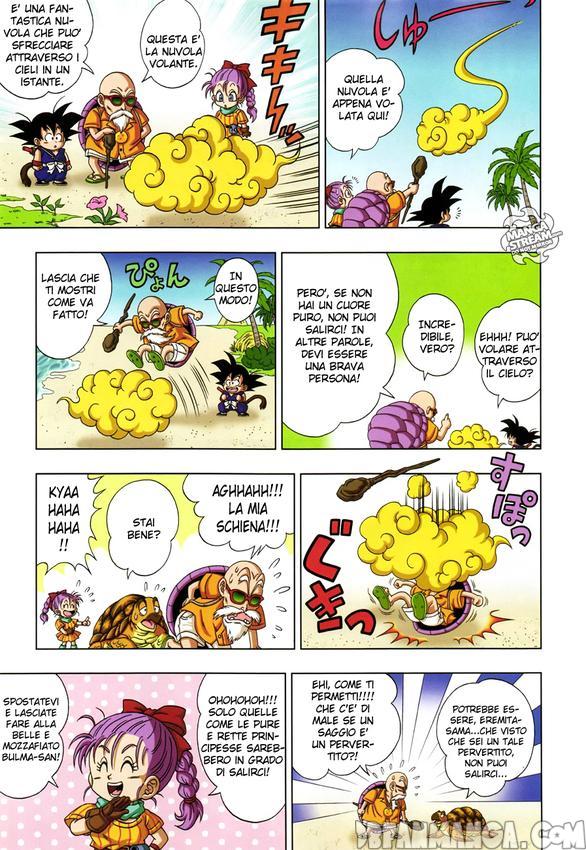 しゅー
QUELLA
NUVOLA E'
APPENA VO-
LATA QUI!
MANGA
STREAM
キキーッ
QUESTA E'
LA NUVOLA
VOLANTE.
E' UNA FAN-
TASTICA NU-
VOLA CHE PUO'
SFRECCIARE
ATTRAVERSO
I CIELI IN UN
ISTANTE.
EHHH! PUO'
VOLARE AT-
TRAVERSO
IL CIELO?
INCRE-
DIBILE,
VERO?
PERO', SE NON
HAI UN CUORE
PURO, NON PUOI
SALIRCI! IN
ALTRE PAROLE,
DEVI ESSERE
UNA BRAVA
PERSONA!
IN
QUESTO
MODO!
ぴょん
LASCIA CHE
TI MOSTRI
COME VA
FATTO!
すぽっ
ぐきっ
AGHHAHH!!!
LA MIA
SCHIENA!!!
STAI
BENE?
KYAA
HAHA
HAHA
!!
POTREBBE ES-
SERE, EREMITA-
SAMA...CHE VISTO
CHE SEI UN TALE
PERVERTITO,
NON PUOI
SALIRCI...
EHI, COME TI
PERMETTI!!!!
CHE C'E' DI
MALE SE UN
SAGGIO E'
UN PERVER-
TITO?!
OHOHOHOH!!!
SOLO QUELLE
COME LE PURE
E RETTE PRIN-
CIPESSE SAREB-
BERO IN GRADO
DI SALIRCI!
SPOSTATEVI
E LASCIATE
FARE ALLA
BELLE E
MOZZAFIATO
BULMA-SAN!